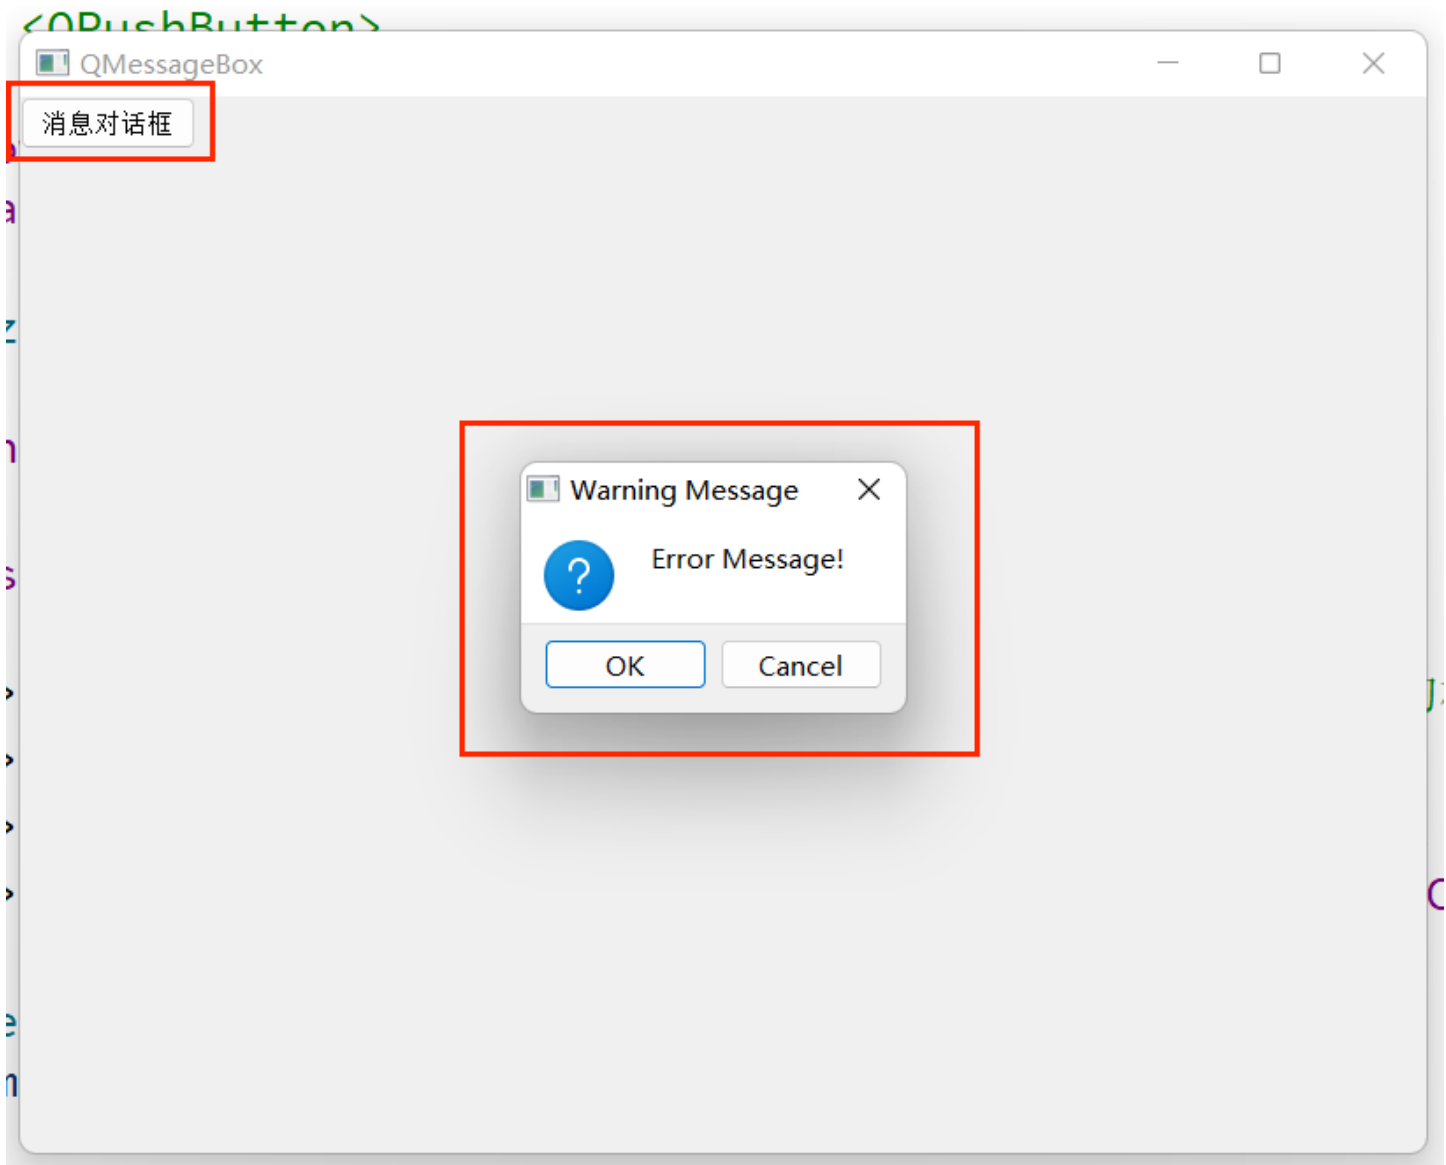 <QPushButton>
QMessageBox
消息对话框
Warning Message
Error Message!
OK
Cancel